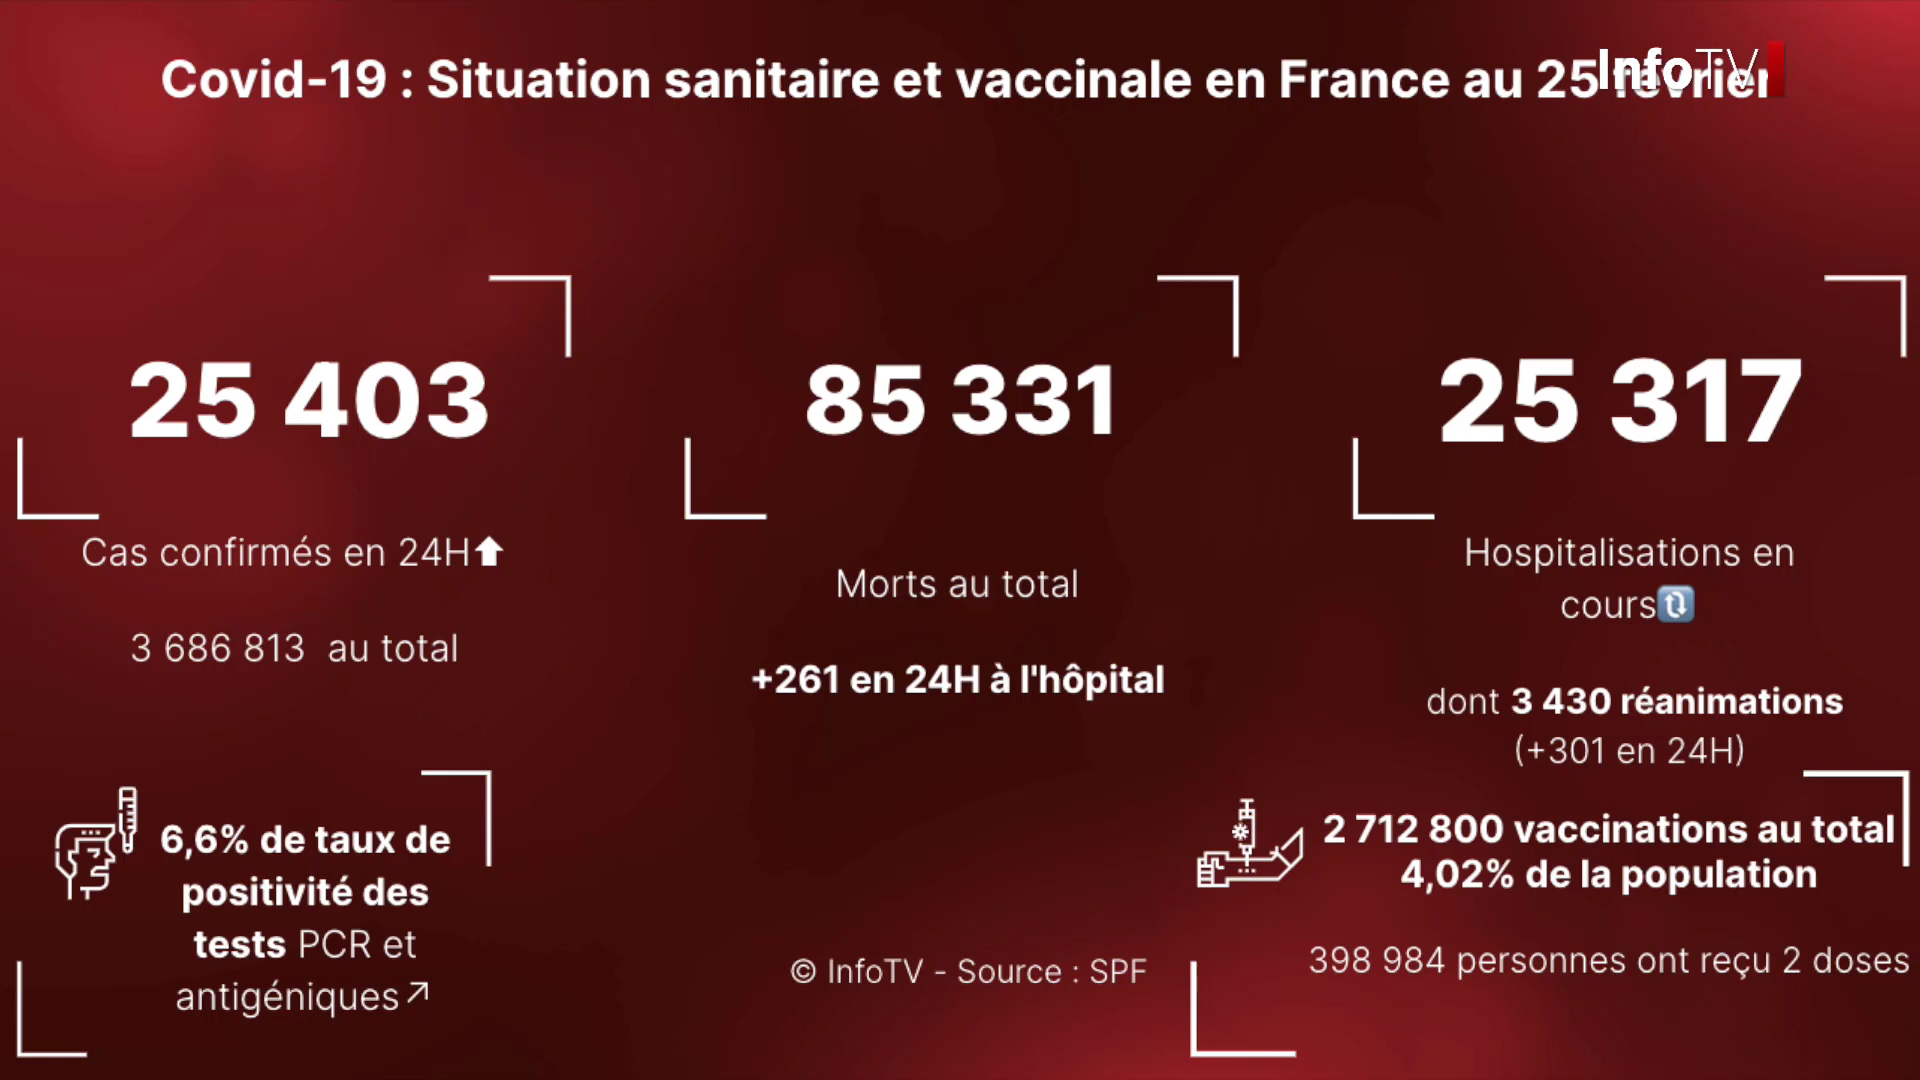 Covid-19 : Situation sanitaire et vaccinale en France au 25 février
InfoTV
25 403
Cas confirmés en 24H⬆
3 686 813 au total
85 331
Morts au total
+261 en 24H à l'hôpital
25 317
Hospitalisations en
cours🔃
dont 3 430 réanimations
(+301 en 24H)
6,6% de taux de
positivité des
tests PCR et
antigéniques↗
2 712 800 vaccinations au total
4,02% de la population
398 984 personnes ont reçu 2 doses
© InfoTV - Source : SPF